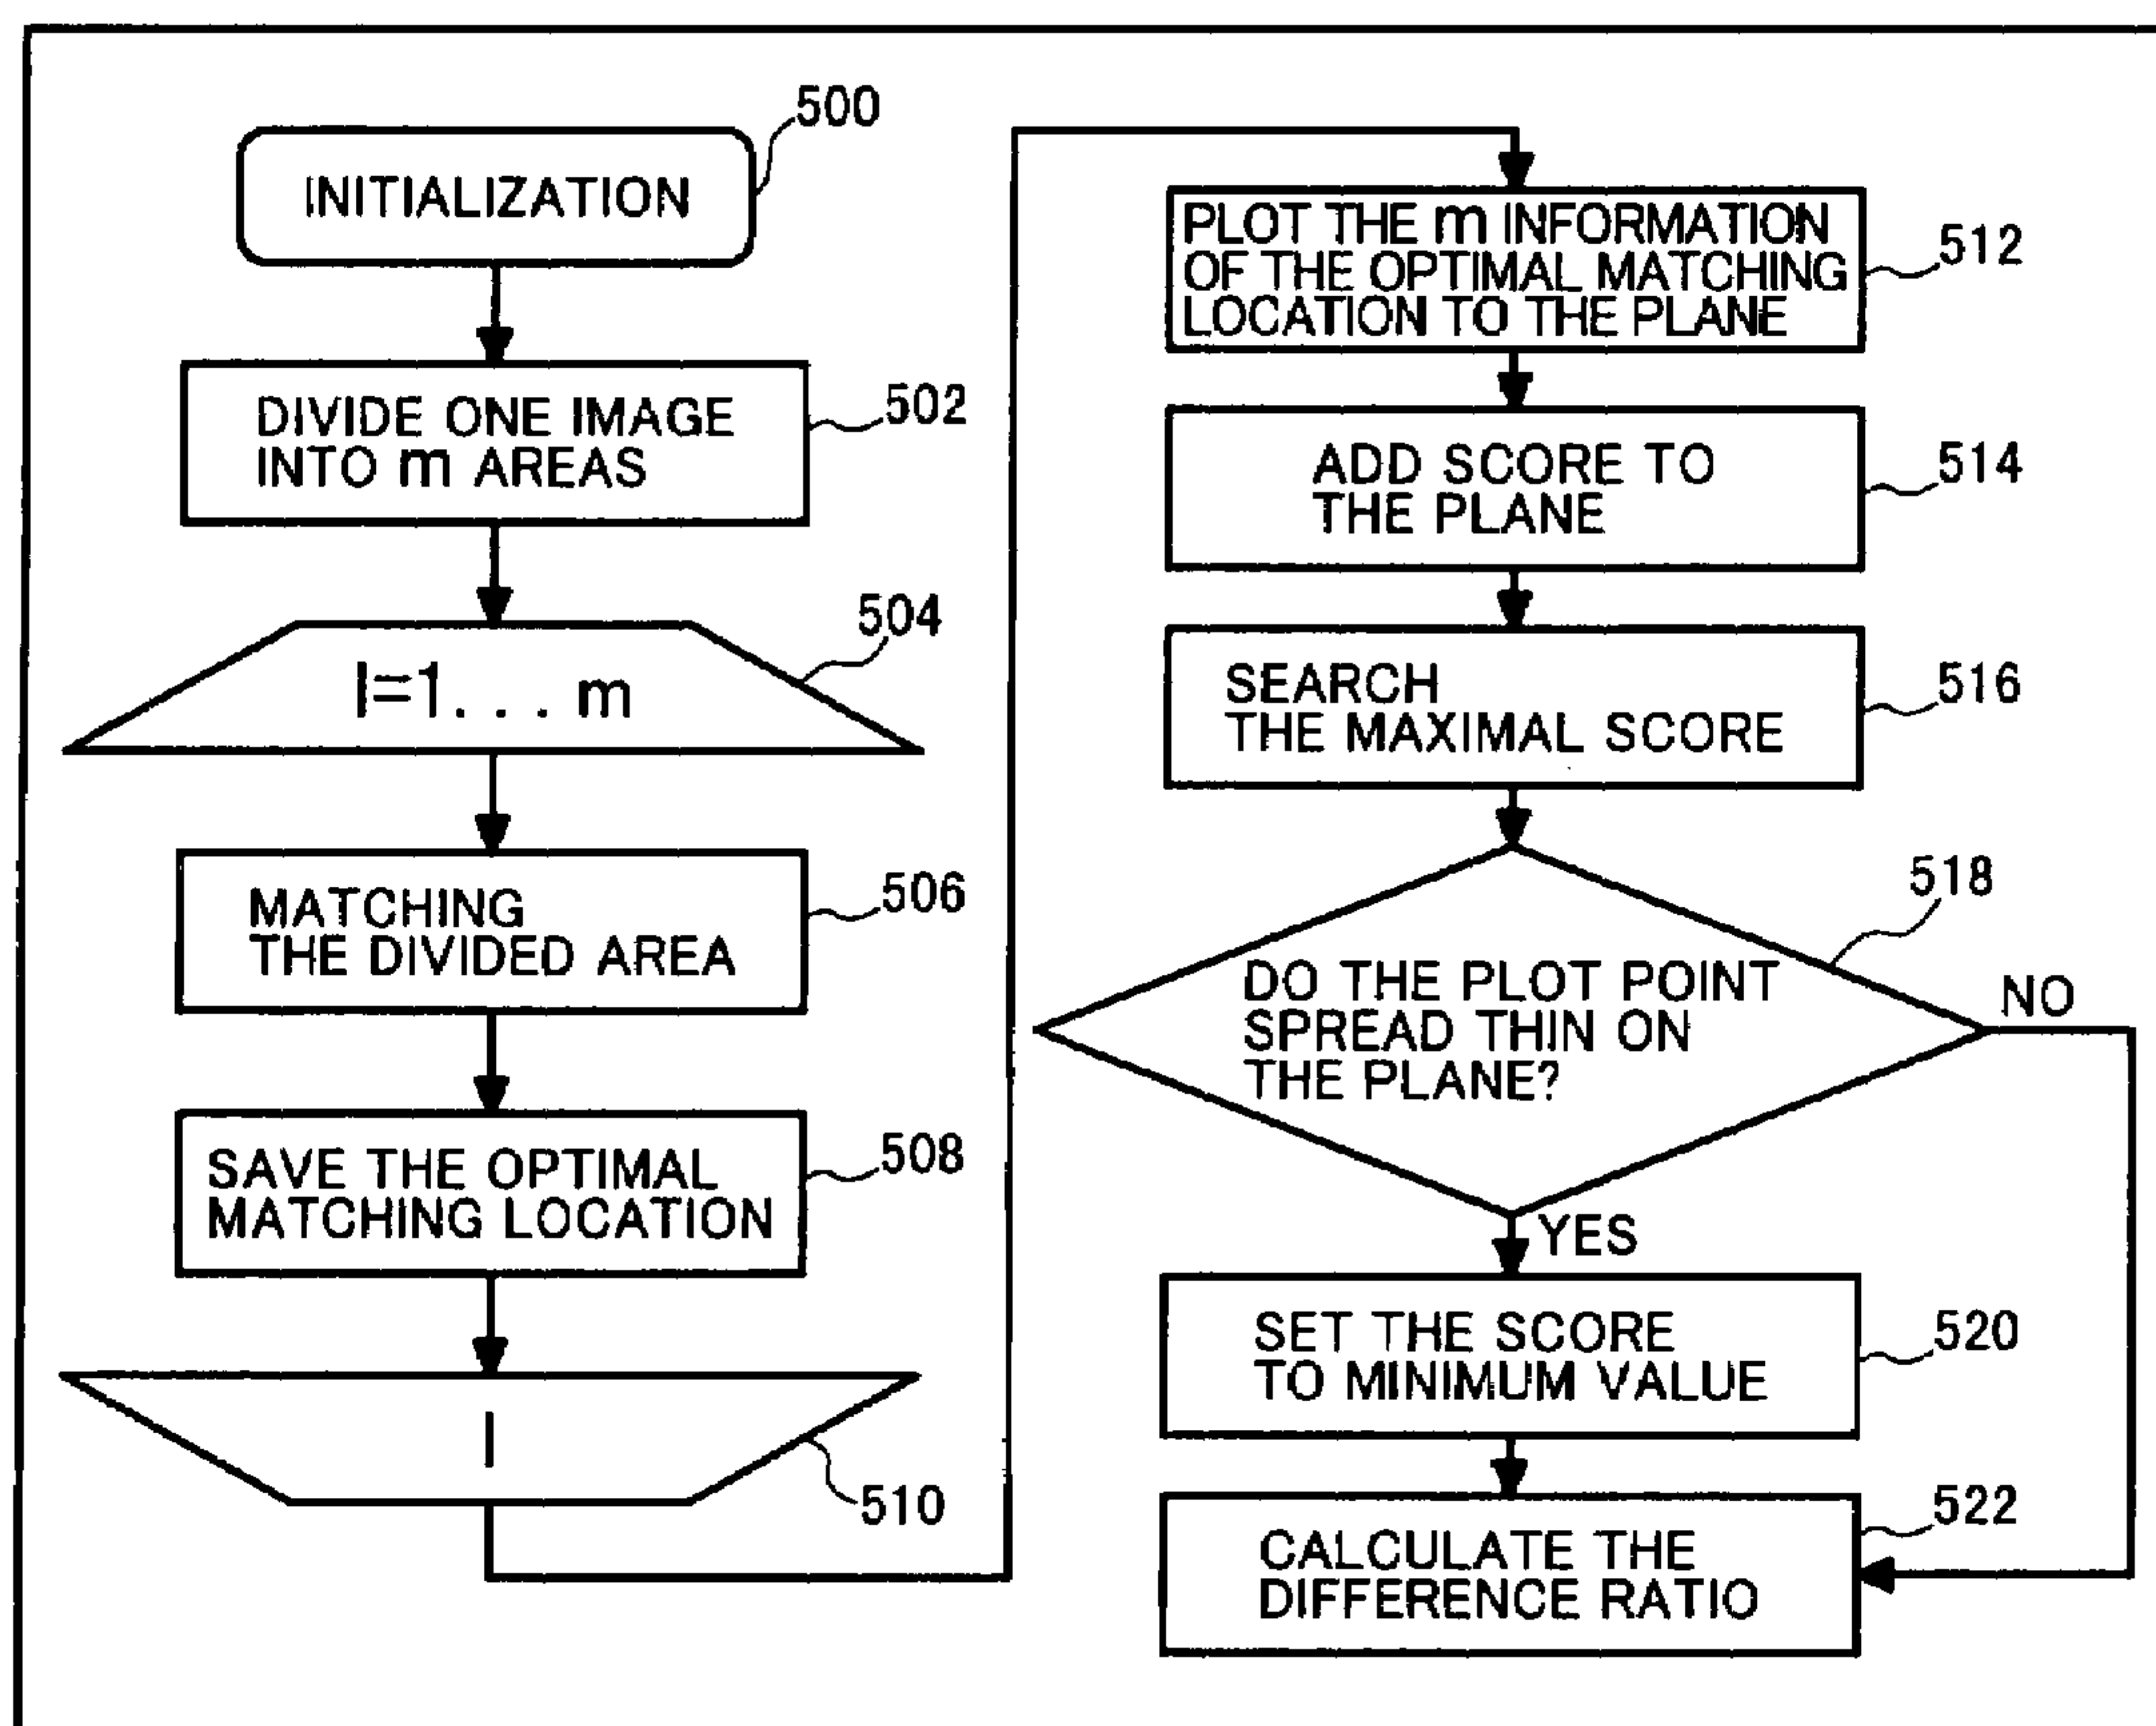 500
INITIALIZATION
502
DIVIDE ONE IMAGE
INTO m AREAS
504
I=1. . . m
506
MATCHING
THE DIVIDED AREA
508
SAVE THE OPTIMAL
MATCHING LOCATION
I
510
PLOT THE m INFORMATION
OF THE OPTIMAL MATCHING
LOCATION TO THE PLANE
512
ADD SCORE TO
THE PLANE
514
SEARCH
THE MAXIMAL SCORE
516
518
DO THE PLOT POINT
SPREAD THIN ON
THE PLANE?
NO
YES
SET THE SCORE
TO MINIMUM VALUE
520
CALCULATE THE
DIFFERENCE RATIO
522